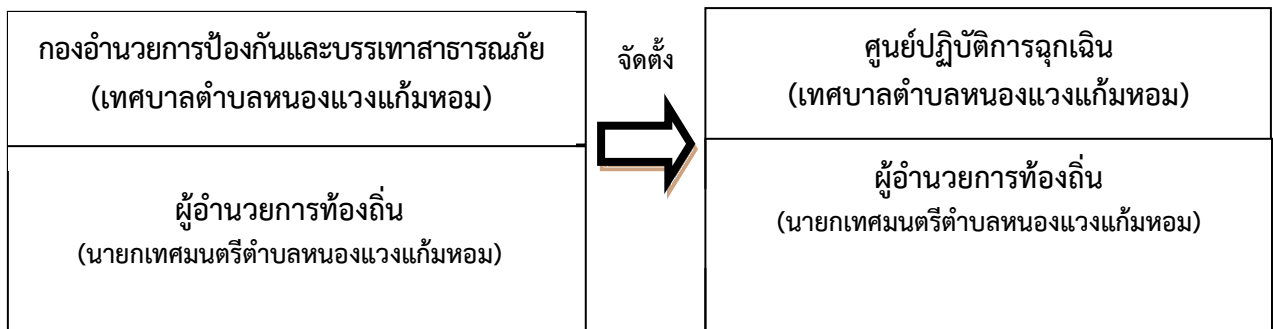 กองอำนวยการป้องกันและบรรเทาสาธารณภัย
(เทศบาลตำบลหนองแวงแก้มหอม)
ผู้อำนวยการท้องถิ่น
(นายกเทศมนตรีตำบลหนองแวงแก้มหอม)
จัดตั้ง
ศูนย์ปฏิบัติการฉุกเฉิน
(เทศบาลตำบลหนองแวงแก้มหอม)
ผู้อำนวยการท้องถิ่น
(นายกเทศมนตรีตำบลหนองแวงแก้มหอม)